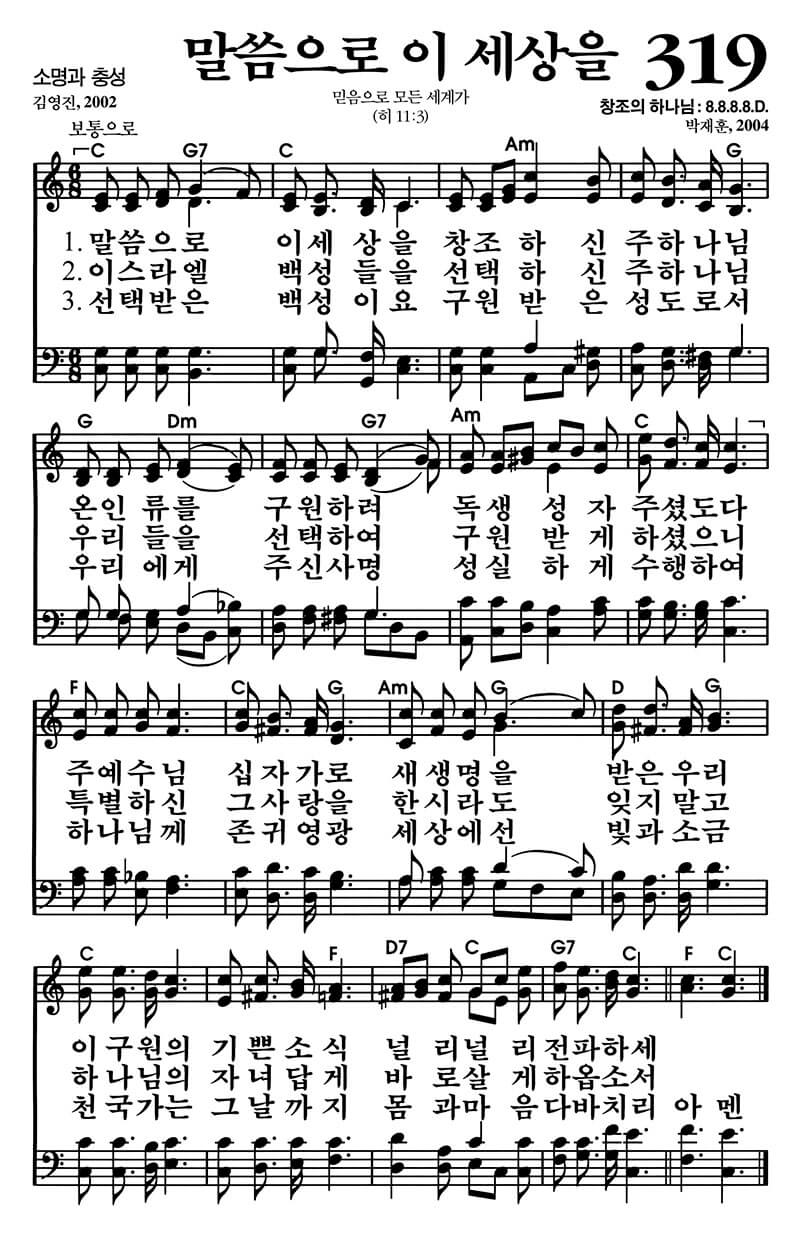 말씀으로 이 세상을 319
소명과 충성
김영진, 2002
믿음으로 모든 세계가
(히 11:3)
창조의 하나님: 8.8.8.8.D.
박재훈, 2004
보통으로
C G7 C Am G
1. 말씀으로 이세상을 창조하신 주하나님
2. 이스라엘 백성들을 선택하신 주하나님
3. 선택받은 백성이요 구원받은 성도로서
G Dm G7 Am C
온인류를 구원하려 독생성자 주셨도다
우리들을 선택하여 구원받게 하셨으니
우리에게 주신사명 성실하게 수행하여
F C G Am G D G
주예수님 십자가로 새생명을 받은우리
특별하신 그사랑을 한시라도 잊지말고
하나님께 존귀영광 세상에선 빛과소금
C F D7 C G7 C F C
이구원의 기쁜소식 널리널리전파하세
하나님의 자녀답게 바로살게하옵소서
천국가는 그날까지 몸과마음다바치리 아멘